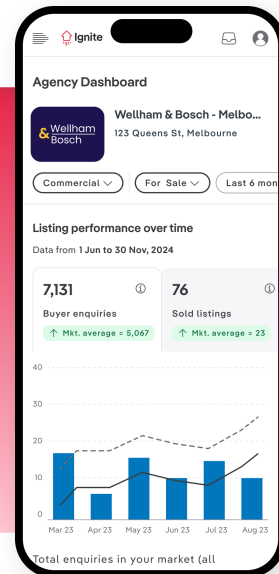 Ignite
Agency Dashboard
& Wellham
Bosch
Wellham & Bosch - Melbo...
123 Queens St, Melbourne
Commercial
For Sale
Last 6 mon
Listing performance over time
Data from 1 Jun to 30 Nov, 2024
7,131
Buyer enquiries
↑ Mkt. average = 5,067
76
Sold listings
↑ Mkt. average = 23
40
30
20
10
0
Mar 23 Apr 23 May 23 Jun 23 Jul 23 Aug 23
Total enquiries in your market (all